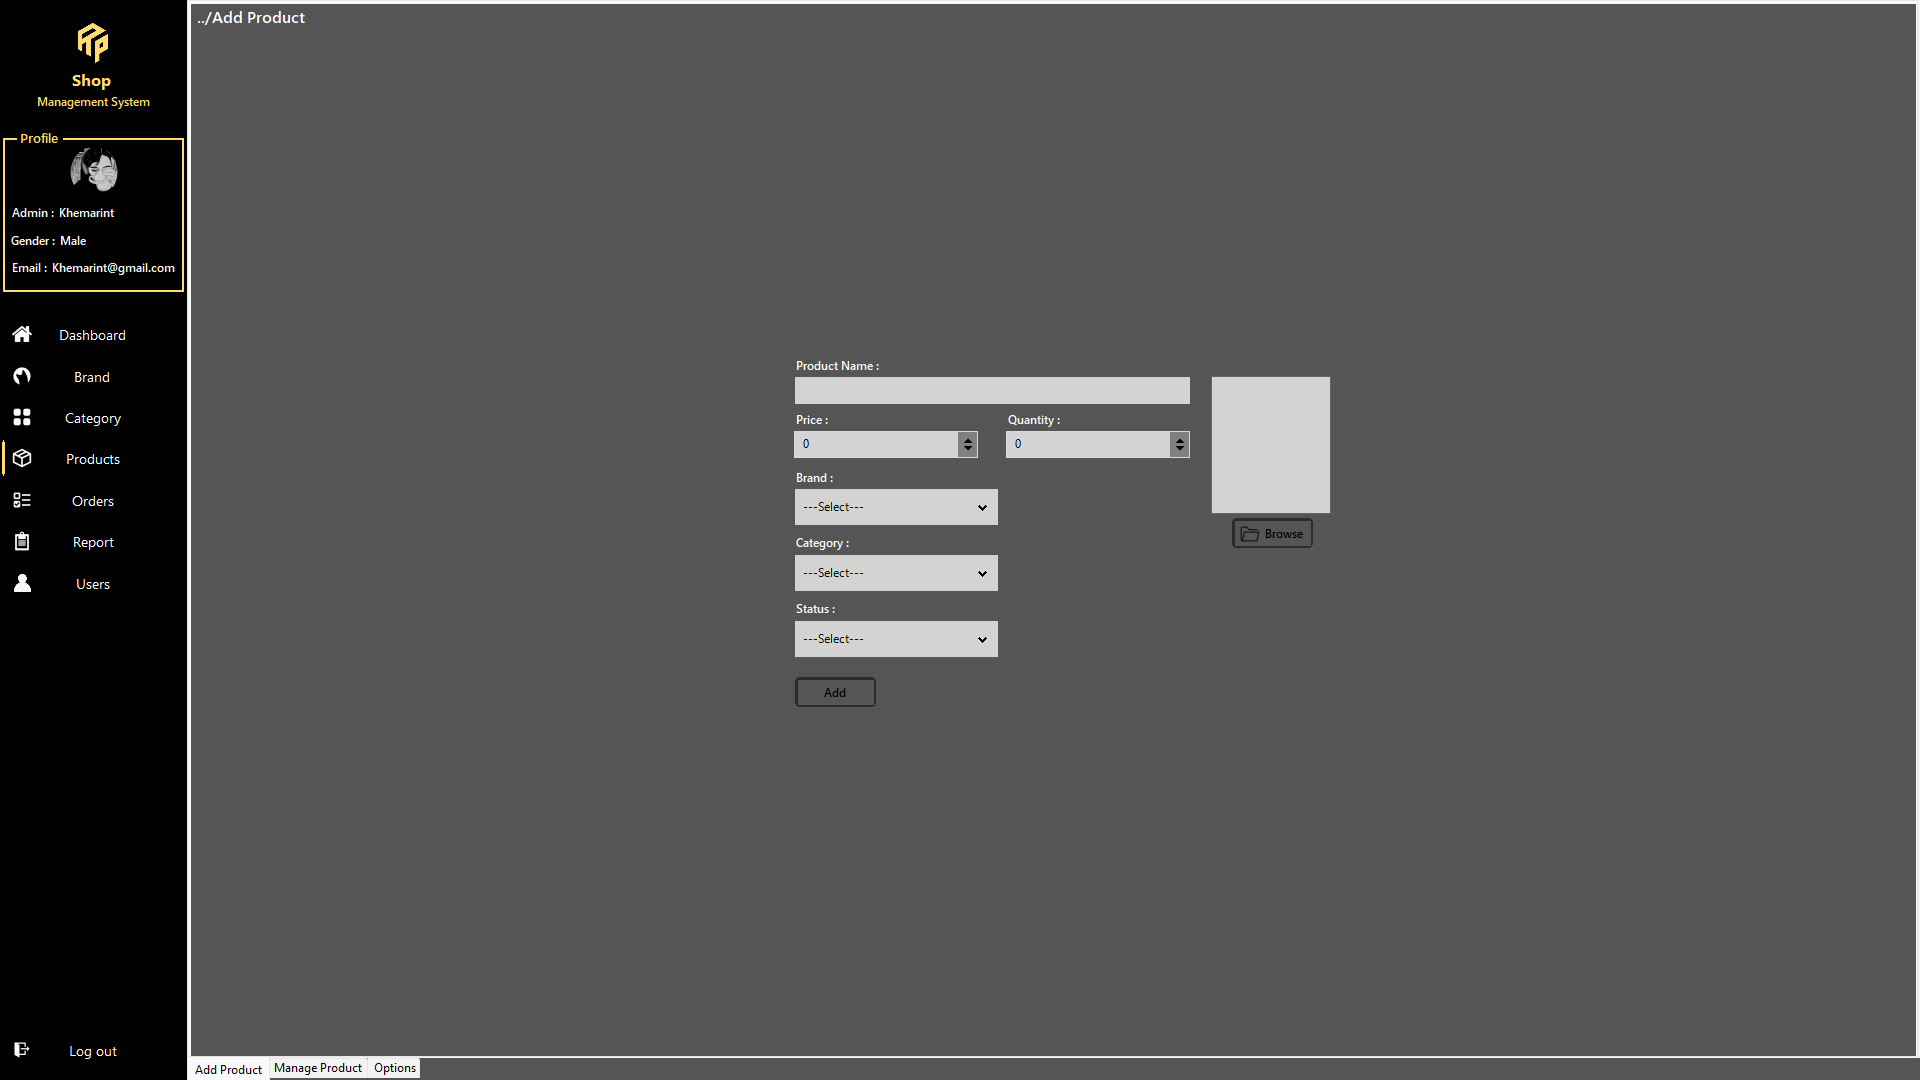 ../Add Product
Shop
Management System
Profile
Admin : Khemarint
Gender : Male
Email : Khemarint@gmail.com
Dashboard
Brand
Category
Products
Orders
Report
Users
Log out
Product Name :
Price :
Quantity :
0
0
Brand :
---Select---
Browse
Category :
---Select---
Status :
---Select---
Add
Add Product
Manage Product
Options